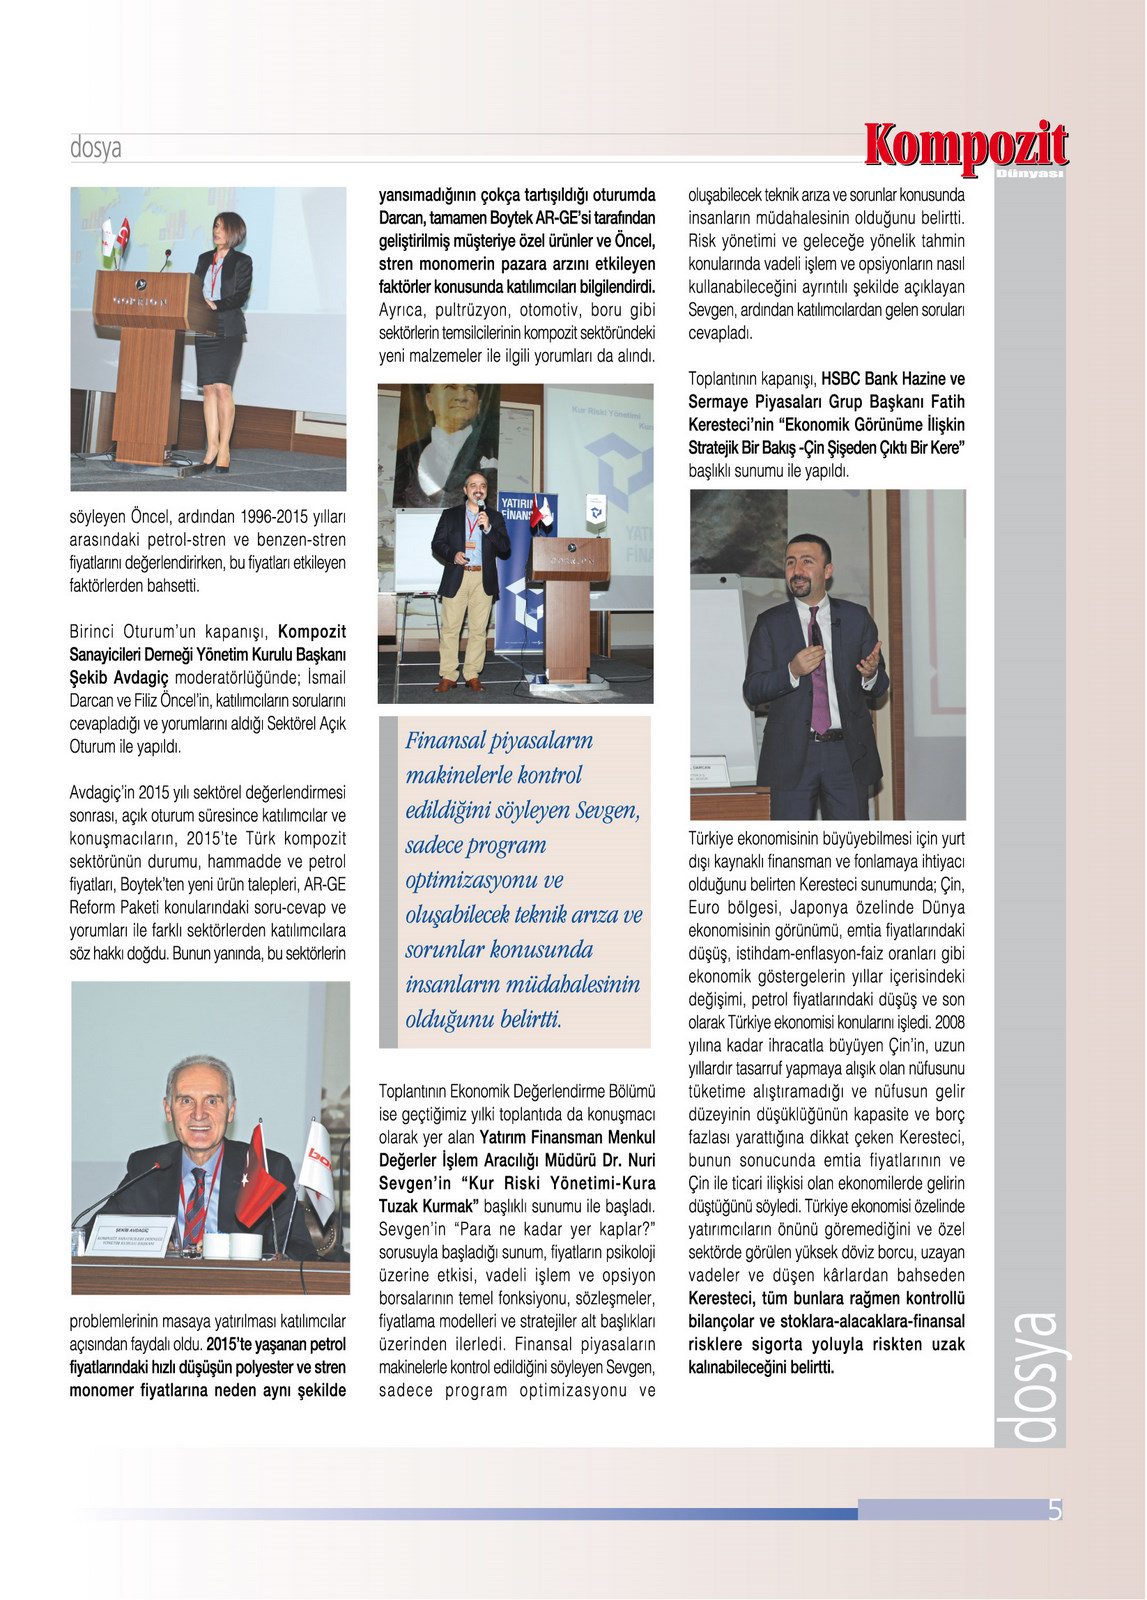 dosya
Kompozit
Dünyası
söyleyen Öncel, ardından 1996-2015 yılları
arasındaki petrol-stren ve benzen-stren
fiyatlarını değerlendirirken, bu fiyatları etkileyen
faktörlerden bahsetti.
Birinci Oturum'un kapanışı, Kompozit
Sanayicileri Derneği Yönetim Kurulu Başkanı
Şekib Avdagiç moderatörlüğünde; İsmail
Darcan ve Filiz Öncel'in, katılımcıların sorularını
cevapladığı ve yorumlarını aldığı Sektörel Açık
Oturum ile yapıldı.
Avdagiç'in 2015 yılı sektörel değerlendirmesi
sonrası, açık oturum süresince katılımcılar ve
konuşmacıların, 2015'te Türk kompozit
sektörünün durumu, hammadde ve petrol
fiyatları, Boytek'ten yeni ürün talepleri, AR-GE
Reform Paketi konularındaki soru-cevap ve
yorumları ile farklı sektörlerden katılımcılara
söz hakkı doğdu. Bunun yanında, bu sektörlerin
ŞEKİB AVDAGİÇ
problemlerinin masaya yatırılması katılımcılar
açısından faydalı oldu. 2015'te yaşanan petrol
fiyatlarındaki hızlı düşüşün polyester ve stren
monomer fiyatlarına neden aynı şekilde
yansımadığının çokça tartışıldığı oturumda
Darcan, tamamen Boytek AR-GE'si tarafından
geliştirilmiş müşteriye özel ürünler ve Öncel,
stren monomerin pazara arzını etkileyen
faktörler konusunda katılımcıları bilgilendirdi.
Ayrıca, pultrüzyon, otomotiv, boru gibi
sektörlerin temsilcilerinin kompozit sektöründeki
yeni malzemeler ile ilgili yorumları da alındı.
Kur Riski Yönetimi
YATIRIM
FİNANS
Finansal piyasaların
makinelerle kontrol
edildiğini söyleyen Sevgen,
sadece program
optimizasyonu ve
oluşabilecek teknik arıza ve
sorunlar konusunda
insanların müdahalesinin
olduğunu belirtti.
Toplantının Ekonomik Değerlendirme Bölümü
ise geçtiğimiz yılki toplantıda da konuşmacı
olarak yer alan Yatırım Finansman Menkul
Değerler İşlem Aracılığı Müdürü Dr. Nuri
Sevgen'in “Kur Riski Yönetimi-Kura
Tuzak Kurmak” başlıklı sunumu ile başladı.
Sevgen'in “Para ne kadar yer kaplar?”
sorusuyla başladığı sunum, fiyatların psikoloji
üzerine etkisi, vadeli işlem ve opsiyon
borsalarının temel fonksiyonu, sözleşmeler,
fiyatlama modelleri ve stratejiler alt başlıkları
üzerinden ilerledi. Finansal piyasaların
makinelerle kontrol edildiğini söyleyen Sevgen,
sadece program optimizasyonu ve
oluşabilecek teknik arıza ve sorunlar konusunda
insanların müdahalesinin olduğunu belirtti.
Risk yönetimi ve geleceğe yönelik tahmin
konularında vadeli işlem ve opsiyonların nasıl
kullanabileceğini ayrıntılı şekilde açıklayan
Sevgen, ardından katılımcılardan gelen soruları
cevapladı.
Toplantının kapanışı, HSBC Bank Hazine ve
Sermaye Piyasaları Grup Başkanı Fatih
Keresteci'nin “Ekonomik Görünüme İlişkin
Stratejik Bir Bakış -Çin Şişeden Çıktı Bir Kere”
başlıklı sunumu ile yapıldı.
Türkiye ekonomisinin büyüyebilmesi için yurt
dışı kaynaklı finansman ve fonlamaya ihtiyacı
olduğunu belirten Keresteci sunumunda; Çin,
Euro bölgesi, Japonya özelinde Dünya
ekonomisinin görünümü, emtia fiyatlarındaki
düşüş, istihdam-enflasyon-faiz oranları gibi
ekonomik göstergelerin yıllar içerisindeki
değişimi, petrol fiyatlarındaki düşüş ve son
olarak Türkiye ekonomisi konularını işledi. 2008
yılına kadar ihracatla büyüyen Çin'in, uzun
yıllardır tasarruf yapmaya alışık olan nüfusunu
tüketime alıştıramadığı ve nüfusun gelir
düzeyinin düşüklüğünün kapasite ve borç
fazlası yarattığına dikkat çeken Keresteci,
bunun sonucunda emtia fiyatlarının ve
Çin ile ticari ilişkisi olan ekonomilerde gelirin
düştüğünü söyledi. Türkiye ekonomisi özelinde
yatırımcıların önünü göremediğini ve özel
sektörde görülen yüksek döviz borcu, uzayan
vadeler ve düşen kârlardan bahseden
Keresteci, tüm bunlara rağmen kontrollü
bilançolar ve stoklara-alacaklara-finansal
risklere sigorta yoluyla riskten uzak
kalınabileceğini belirtti.
dosya
5